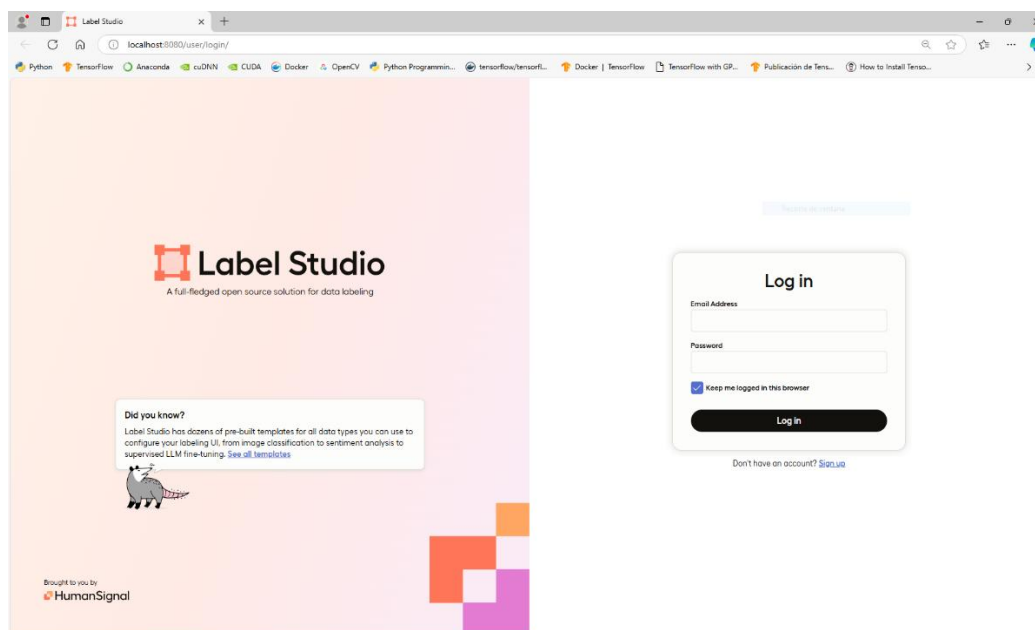 Label Studio
localhost:8080/user/login/
Python TensorFlow Anaconda cuDNN CUDA Docker OpenCV Python Programmin... tensorflow/tensorfl... Docker | TensorFlow TensorFlow with GP... Publicación de Tens... How to Install Tenso...
Label Studio
A full-fledged open source solution for data labeling
Did you know?
Label Studio has dozens of pre-built templates for all data types you can use to
configure your labeling UI, from image classification to sentiment analysis to
supervised LLM fine-tuning. See all templates
Brought to you by
HumanSignal
Log in
Email Address
Password
Keep me logged in this browser
Log in
Don't have an account? Sign up